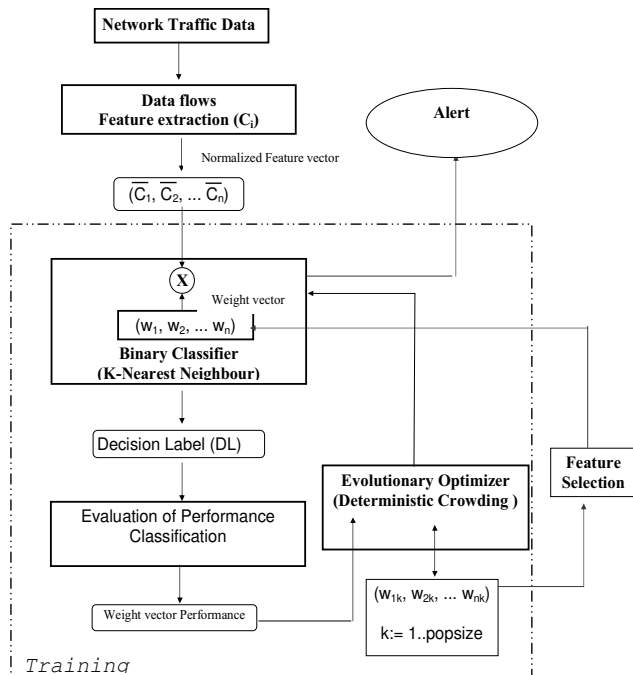 Network Traffic Data
Data flows
Feature extraction (Cᵢ)
Alert
Normalized Feature vector
(C̅₁, C̅₂, ... C̅ₙ)
X
Weight vector
(w₁, w₂, ... wₙ)
Binary Classifier
(K-Nearest Neighbour)
Decision Label (DL)
Evaluation of Performance
Classification
Weight vector Performance
Evolutionary Optimizer
(Deterministic Crowding )
Feature
Selection
(w₁ₖ, w₂ₖ, ... wₙₖ)
k:= 1..popsize
Training